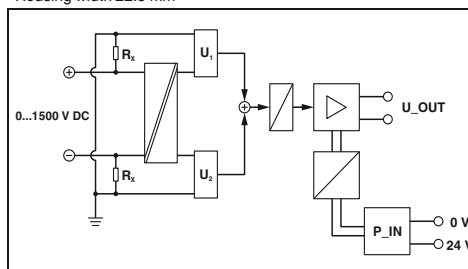 Housing width 22.5 mm
Rx
U1
0...1500 V DC
U_OUT
Rx
U2
P_IN
0 V
24 V